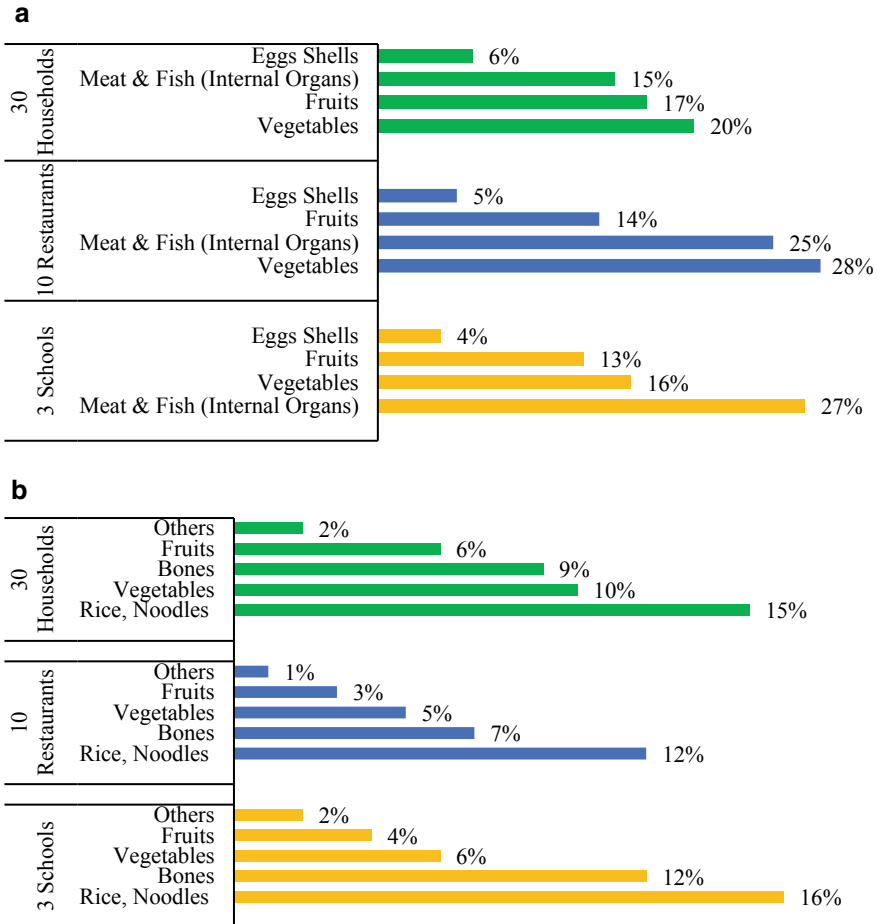 a
30 Households
Eggs Shells 6%
Meat & Fish (Internal Organs) 15%
Fruits 17%
Vegetables 20%
10 Restaurants
Eggs Shells 5%
Fruits 14%
Meat & Fish (Internal Organs) 25%
Vegetables 28%
3 Schools
Eggs Shells 4%
Fruits 13%
Vegetables 16%
Meat & Fish (Internal Organs) 27%
b
30 Households
Others 2%
Fruits 6%
Bones 9%
Vegetables 10%
Rice, Noodles 15%
10 Restaurants
Others 1%
Fruits 3%
Vegetables 5%
Bones 7%
Rice, Noodles 12%
3 Schools
Others 2%
Fruits 4%
Vegetables 6%
Bones 12%
Rice, Noodles 16%